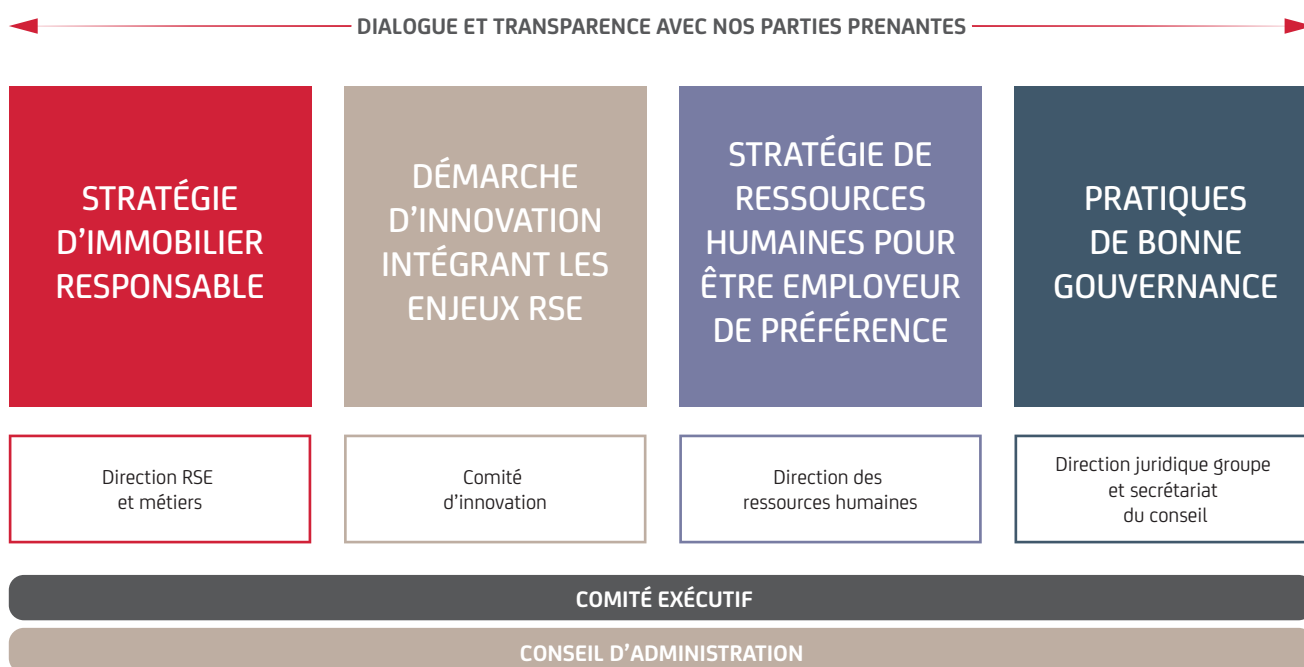 DIALOGUE ET TRANSPARENCE AVEC NOS PARTIES PRENANTES
STRATÉGIE
D’IMMOBILIER
RESPONSABLE
DÉMARCHE
D’INNOVATION
INTÉGRANT LES
ENJEUX RSE
STRATÉGIE DE
RESSOURCES
HUMAINES POUR
ÊTRE EMPLOYEUR
DE PRÉFÉRENCE
PRATIQUES
DE BONNE
GOUVERNANCE
Direction RSE
et métiers
Comité
d’innovation
Direction des
ressources humaines
Direction juridique groupe
et secrétariat
du conseil
COMITÉ EXÉCUTIF
CONSEIL D’ADMINISTRATION